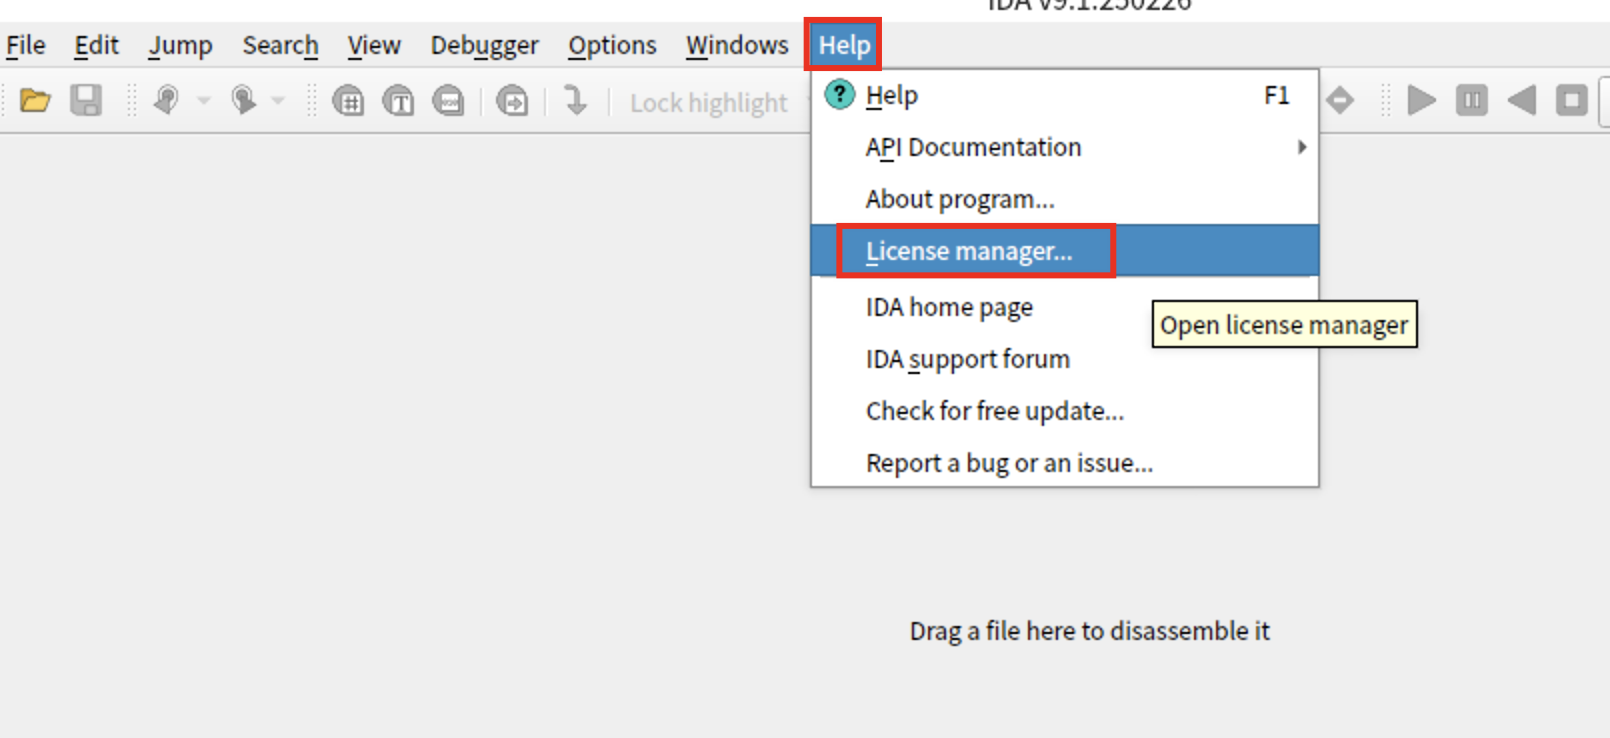 IDA v9.1.250226
File Edit Jump Search View Debugger Options Windows Help
Lock highlight
Help F1
API Documentation
About program...
License manager...
IDA home page
Open license manager
IDA support forum
Check for free update...
Report a bug or an issue...
Drag a file here to disassemble it